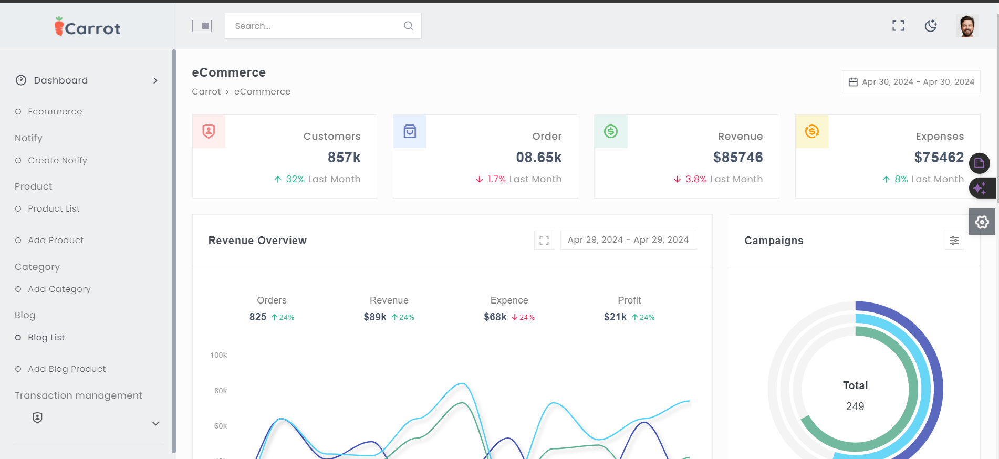 Carrot
Search...
Dashboard
Ecommerce
Notify
Create Notify
Product
Product List
Add Product
Category
Add Category
Blog
Blog List
Add Blog Product
Transaction management
eCommerce
Carrot › eCommerce
Apr 30, 2024 - Apr 30, 2024
Customers
857k
↑ 32% Last Month
Order
08.65k
↓ 1.7% Last Month
Revenue
$85746
↓ 3.8% Last Month
Expenses
$75462
↑ 8% Last Month
Revenue Overview
Apr 29, 2024 - Apr 29, 2024
Orders
825 ↑ 24%
Revenue
$89k ↑ 24%
Expence
$68k ↓ 24%
Profit
$21k ↑ 24%
100k
80k
60k
Campaigns
Total
249